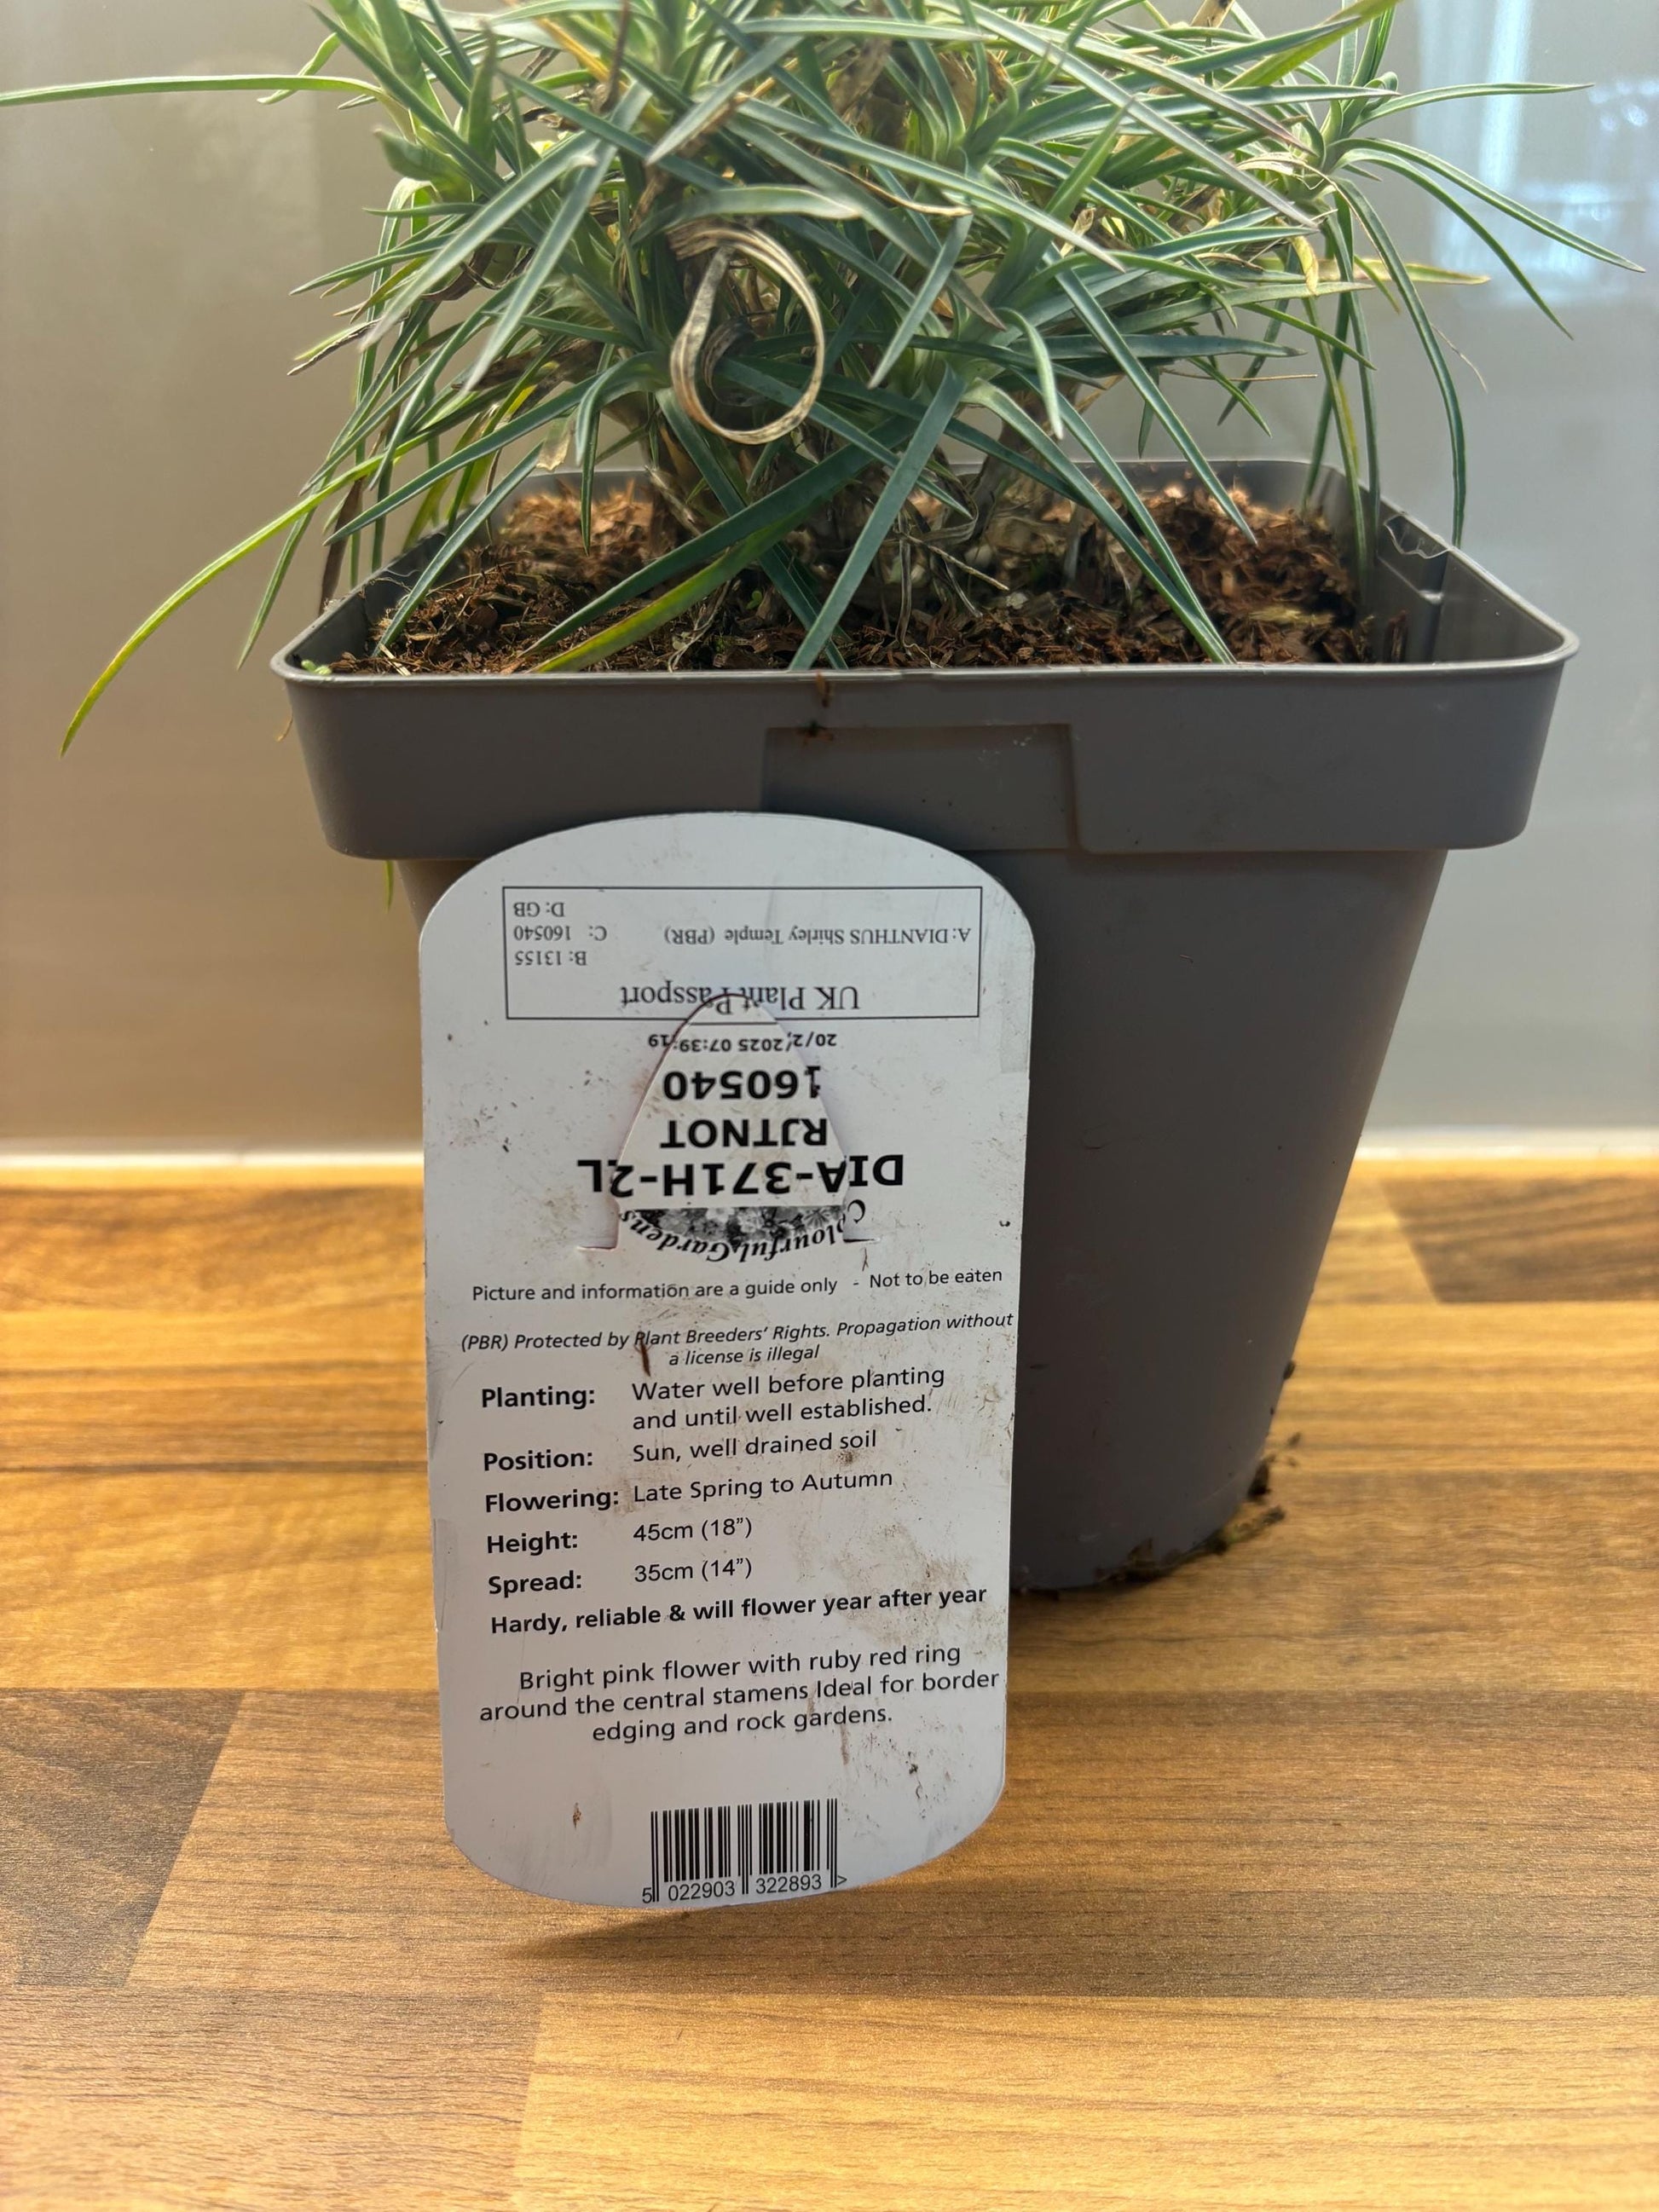 UK Plant Passport
A: DIANTHUS Shirley Temple (PBR)
B: 13155
C: 160540
D: GB
20/2/2025 07:39:19
160540
RJTNOT
DIA-371H-2L
Colourful Gardens
Picture and information are a guide only - Not to be eaten
(PBR) Protected by Plant Breeders’ Rights. Propagation without
a license is illegal
Planting: Water well before planting
and until well established.
Position: Sun, well drained soil
Flowering: Late Spring to Autumn
Height: 45cm (18”)
Spread: 35cm (14”)
Hardy, reliable & will flower year after year
Bright pink flower with ruby red ring
around the central stamens Ideal for border
edging and rock gardens.
5 022903 322893 >